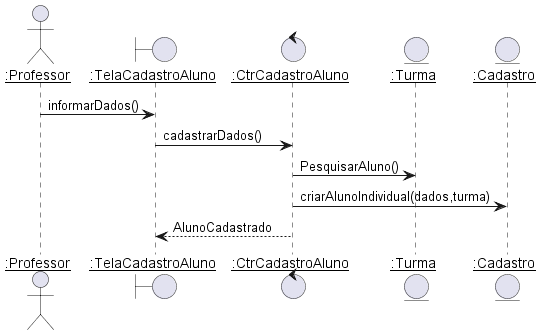 :Professor
:TelaCadastroAluno
:CtrCadastroAluno
:Turma
:Cadastro
informarDados()
cadastrarDados()
PesquisarAluno()
criarAlunoIndividual(dados,turma)
AlunoCadastrado
:Professor
:TelaCadastroAluno
:CtrCadastroAluno
:Turma
:Cadastro